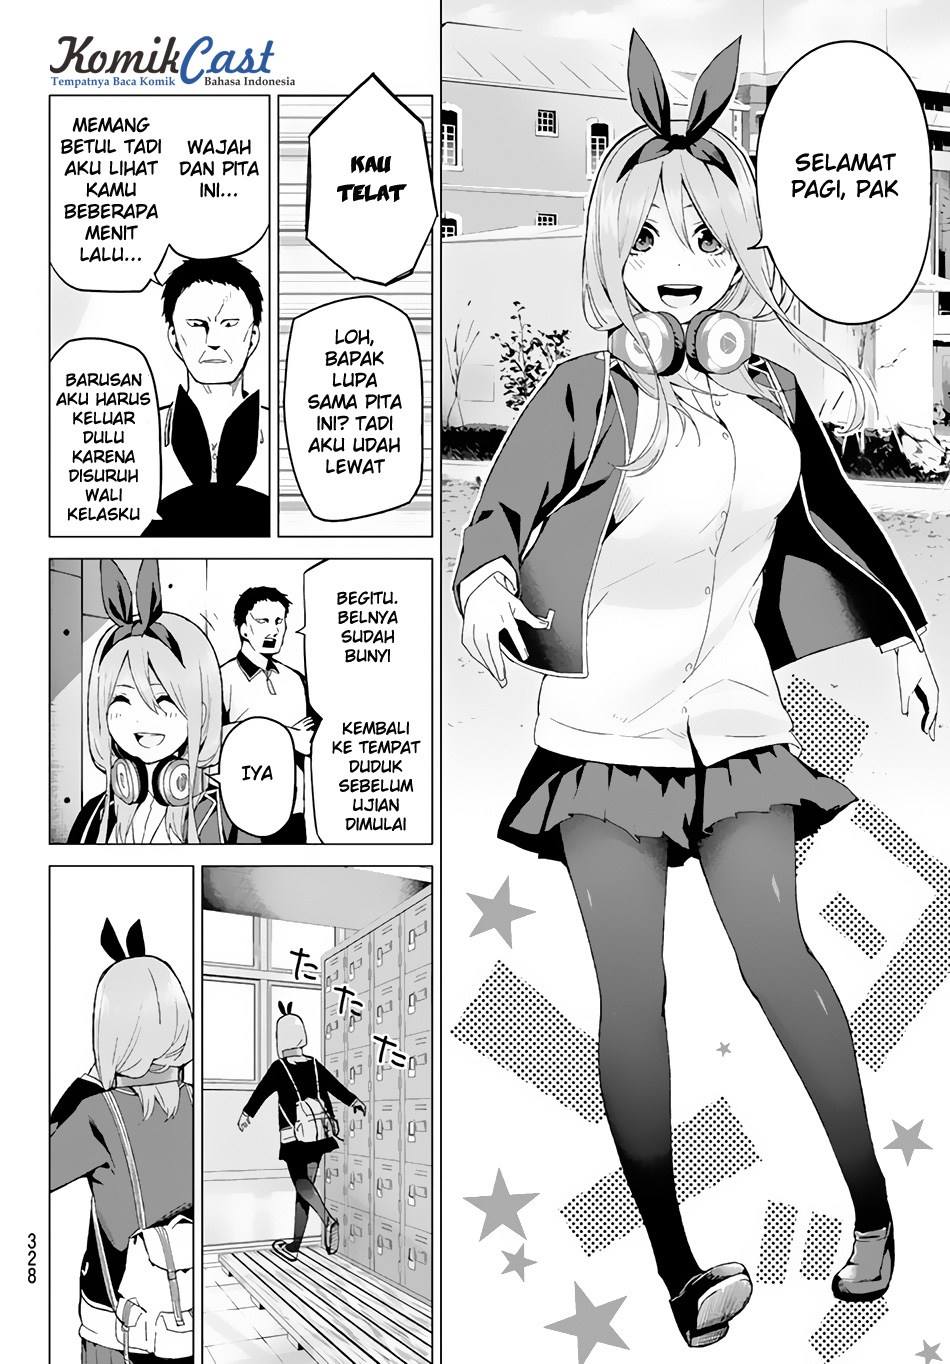 KomikCast
Tempatnya Baca Komik Bahasa Indonesia
SELAMAT
PAGI, PAK
KAU
TELAT
LOH,
BAPAK
LUPA
SAMA PITA
INI? TADI
AKU UDAH
LEWAT
WAJAH
DAN PITA
INI...
MEMANG
BETUL TADI
AKU LIHAT
KAMU
BEBERAPA
MENIT
LALU...
BARUSAN
AKU HARUS
KELUAR
DULU
KARENA
DISURUH
WALI
KELASKU
BEGITU.
BELNYA
SUDAH
BUNYI
KEMBALI
KE TEMPAT
DUDUK
SEBELUM
UJIAN
DIMULAI
IYA
たたた
328